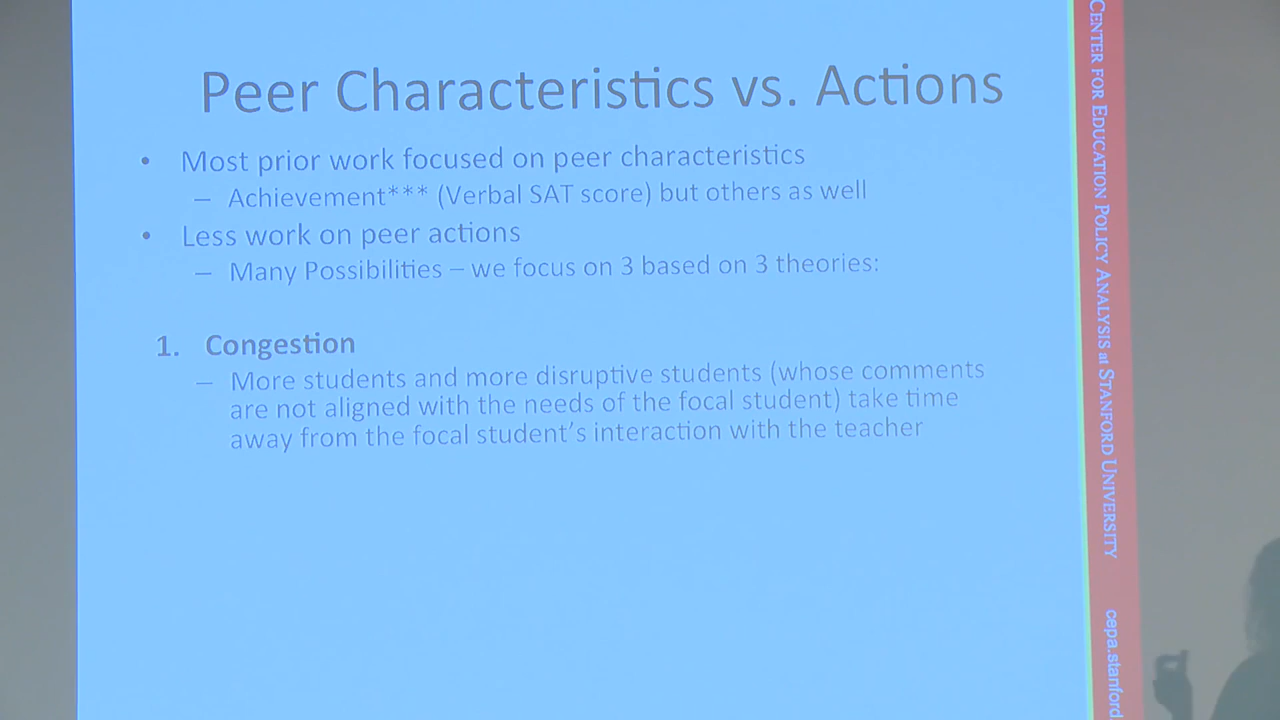 Peer Characteristics vs. Actions
• Most prior work focused on peer characteristics
– Achievement*** (Verbal SAT score) but others as well
• Less work on peer actions
– Many Possibilities – we focus on 3 based on 3 theories:
1. Congestion
– More students and more disruptive students (whose comments
are not aligned with the needs of the focal student) take time
away from the focal student's interaction with the teacher
CENTER FOR EDUCATION POLICY ANALYSIS at STANFORD UNIVERSITY
cepa.stanford